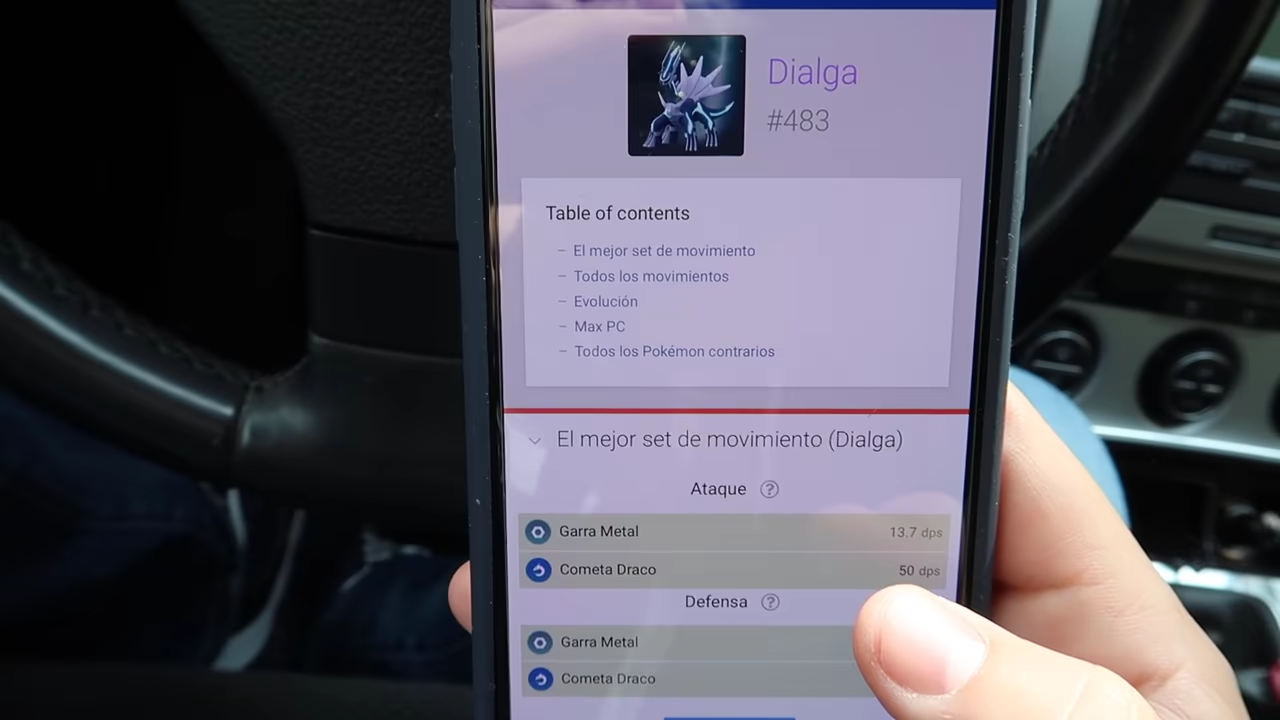 Dialga
#483
Table of contents
– El mejor set de movimiento
– Todos los movimientos
– Evolución
– Max PC
– Todos los Pokémon contrarios
El mejor set de movimiento (Dialga)
Ataque ?
Garra Metal 13.7 dps
Cometa Draco 50 dps
Defensa ?
Garra Metal
Cometa Draco